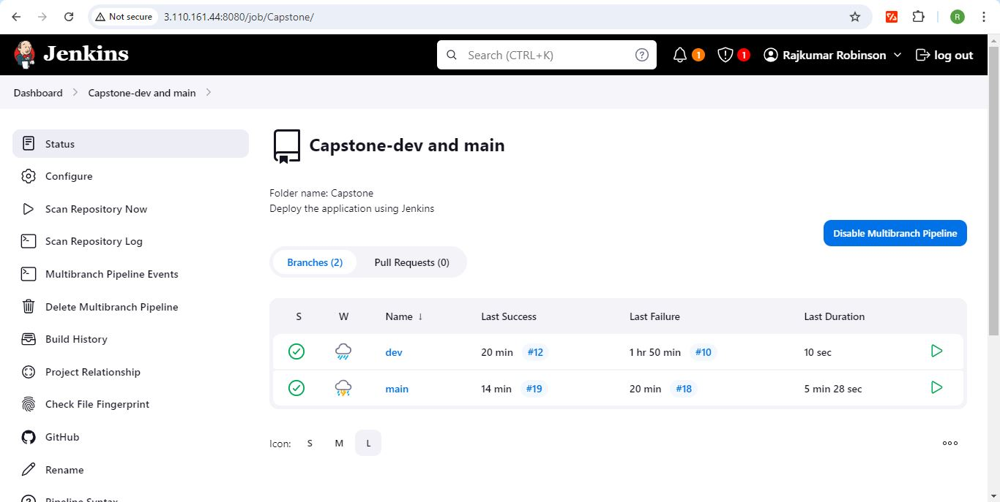 Not secure 3.110.161.44:8080/job/Capstone/ R
Jenkins Search (CTRL+K) 1 1 Rajkumar Robinson log out
Dashboard Capstone-dev and main
Status
Configure
Scan Repository Now
Scan Repository Log
Multibranch Pipeline Events
Delete Multibranch Pipeline
Build History
Project Relationship
Check File Fingerprint
GitHub
Rename
Pipeline Syntax
Capstone-dev and main
Folder name: Capstone
Deploy the application using Jenkins
Disable Multibranch Pipeline
Branches (2) Pull Requests (0)
S W Name ↓ Last Success Last Failure Last Duration
dev 20 min #12 1 hr 50 min #10 10 sec
main 14 min #19 20 min #18 5 min 28 sec
Icon: S M L